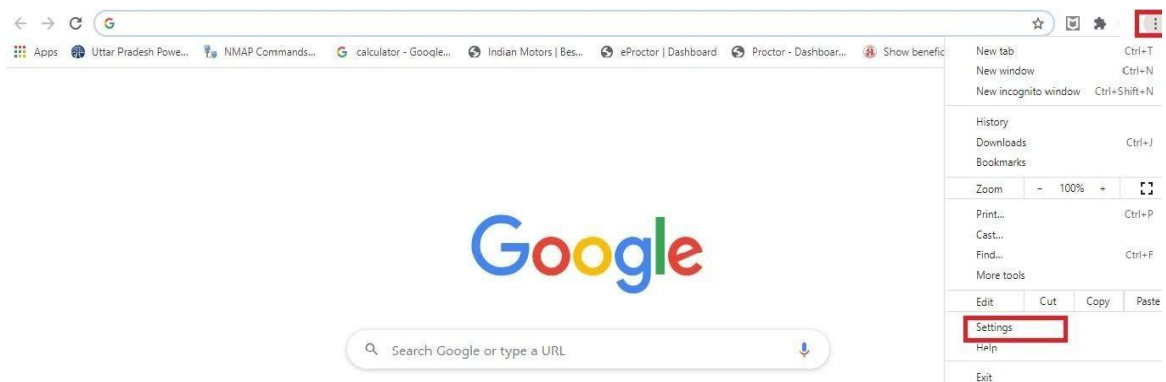 G
Apps Uttar Pradesh Powe... NMAP Commands... calculator - Google... Indian Motors | Bes... eProctor | Dashboard Proctor - Dashboar... Show benefic
New tab Ctrl+T
New window Ctrl+N
New incognito window Ctrl+Shift+N
History
Downloads Ctrl+J
Bookmarks
Zoom - 100% +
Print... Ctrl+P
Cast...
Find... Ctrl+F
More tools
Edit Cut Copy Paste
Settings
Help
Exit
Google
Search Google or type a URL